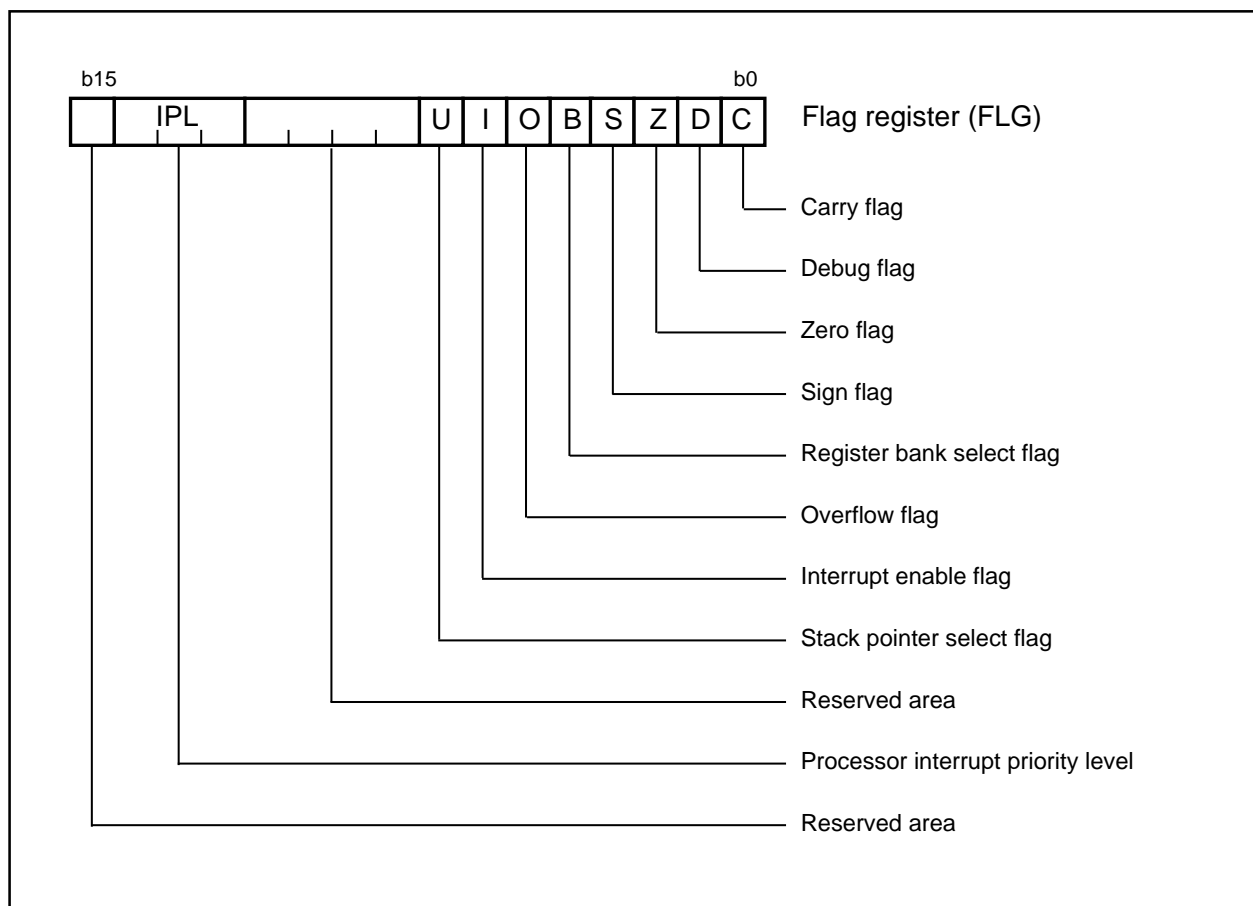 b15 b0
IPL U I O B S Z D C Flag register (FLG)
Carry flag
Debug flag
Zero flag
Sign flag
Register bank select flag
Overflow flag
Interrupt enable flag
Stack pointer select flag
Reserved area
Processor interrupt priority level
Reserved area